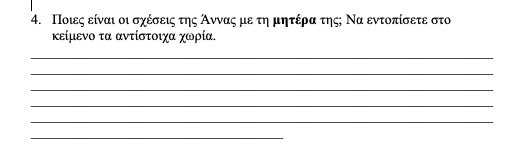 4. Ποιες είναι οι σχέσεις της Άννας με τη μητέρα της; Να εντοπίσετε στο
κείμενο τα αντίστοιχα χωρία.